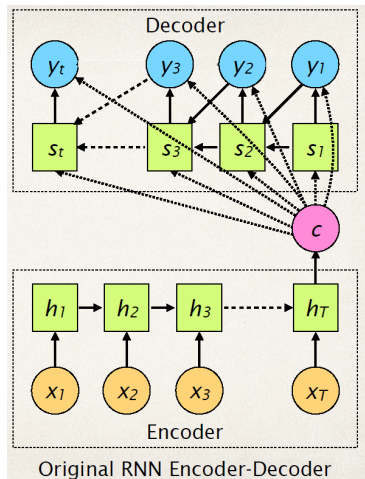 Decoder
yt y3 y2 y1
st s3 s2 s1
c
h1 h2 h3 hT
x1 x2 x3 xT
Encoder
Original RNN Encoder-Decoder